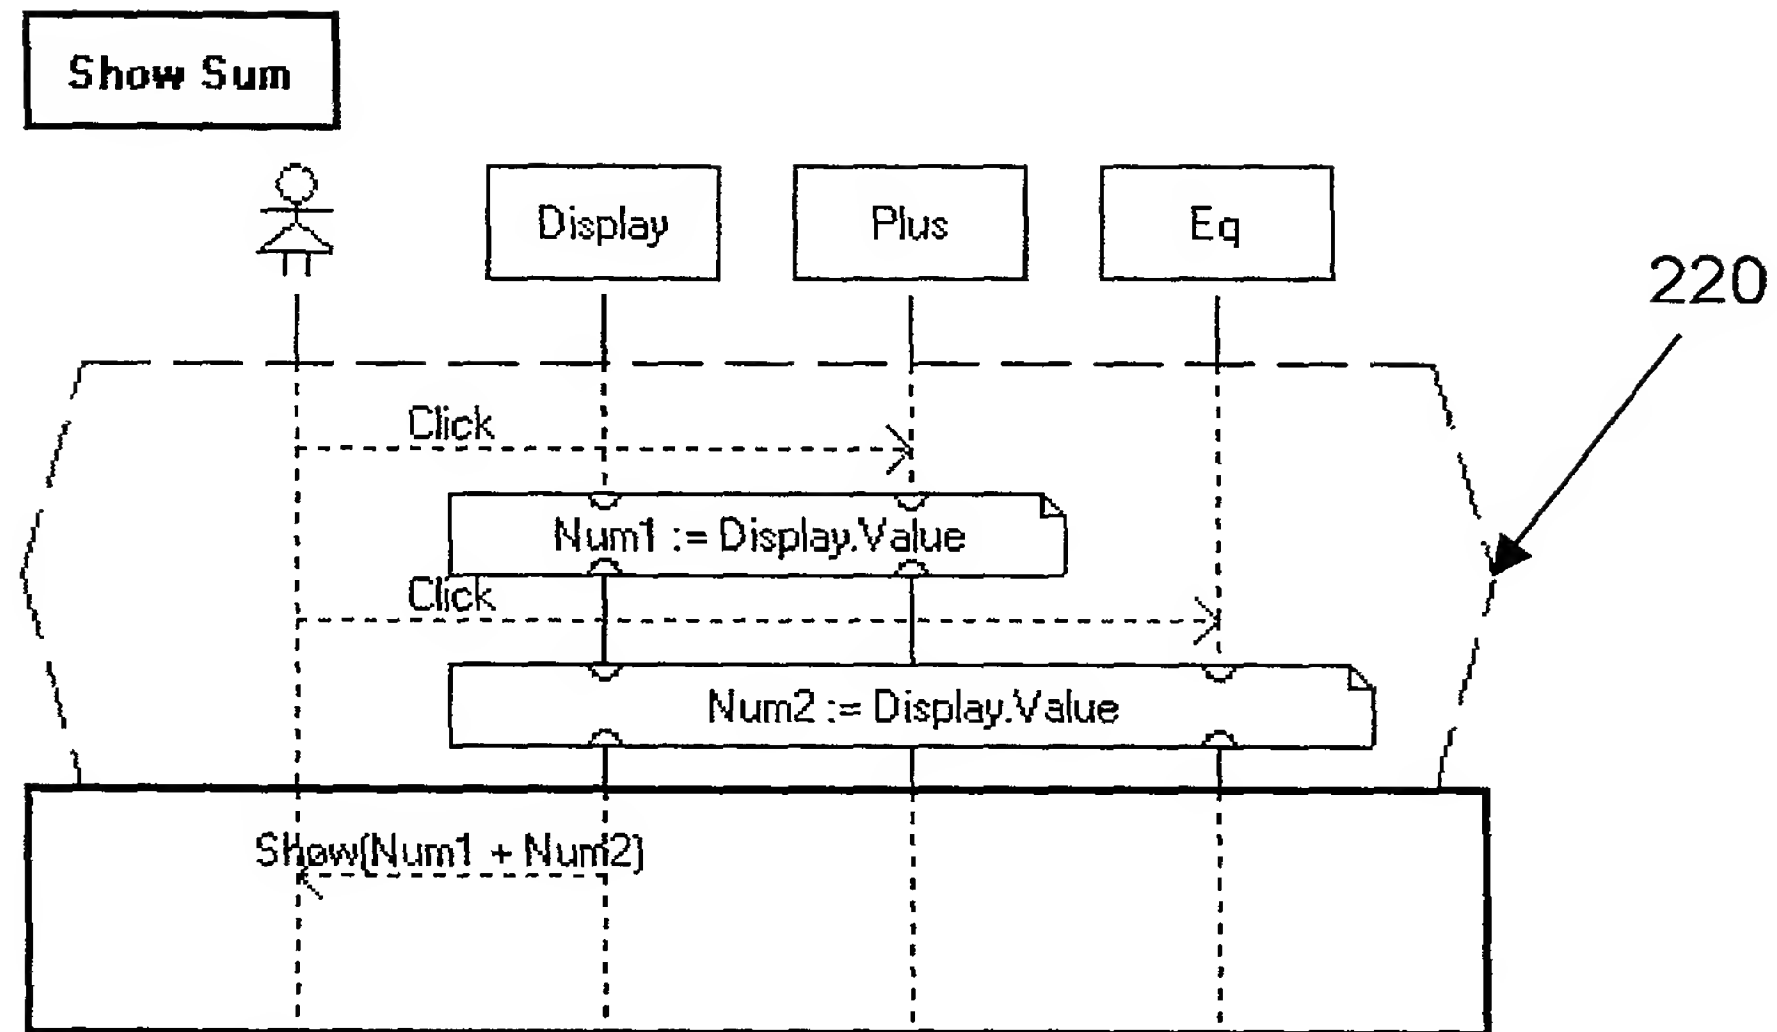 Show Sum
Display
Plus
Eq
220
Click
Num1 := Display.Value
Click
Num2 := Display.Value
Show(Num1 + Num2)